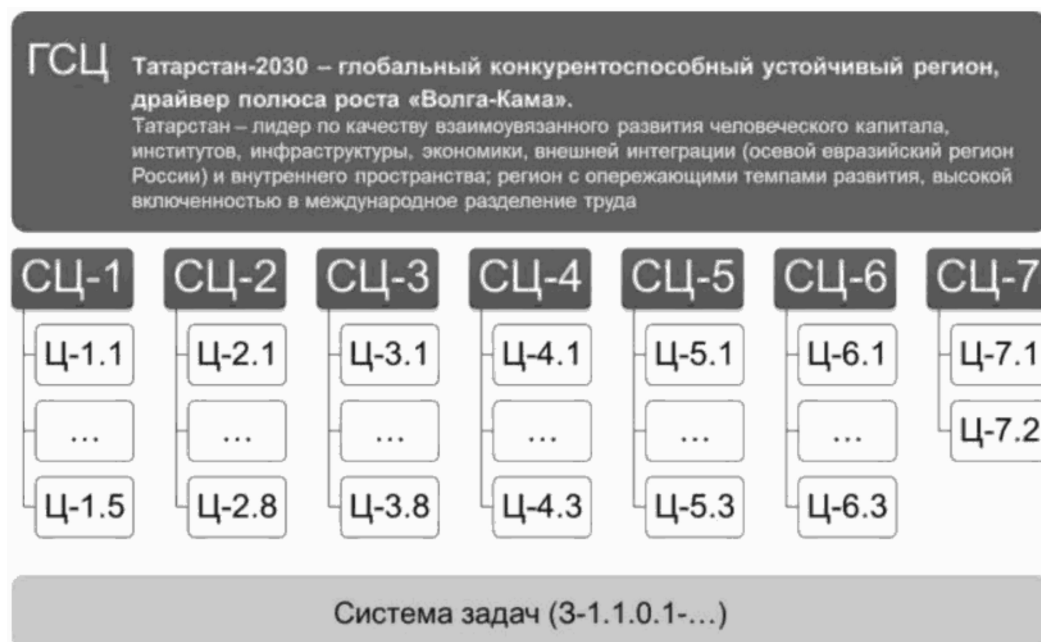 ГСЦ
Татарстан-2030 – глобальный конкурентоспособный устойчивый регион,
драйвер полюса роста «Волга-Кама».
Татарстан – лидер по качеству взаимоувязанного развития человеческого капитала,
институтов, инфраструктуры, экономики, внешней интеграции (осевой евразийский регион
России) и внутреннего пространства; регион с опережающими темпами развития, высокой
включенностью в международное разделение труда
СЦ-1 СЦ-2 СЦ-3 СЦ-4 СЦ-5 СЦ-6 СЦ-7
Ц-1.1 Ц-2.1 Ц-3.1 Ц-4.1 Ц-5.1 Ц-6.1 Ц-7.1
... ... ... ... ... ... Ц-7.2
Ц-1.5 Ц-2.8 Ц-3.8 Ц-4.3 Ц-5.3 Ц-6.3
Система задач (З-1.1.0.1-...)